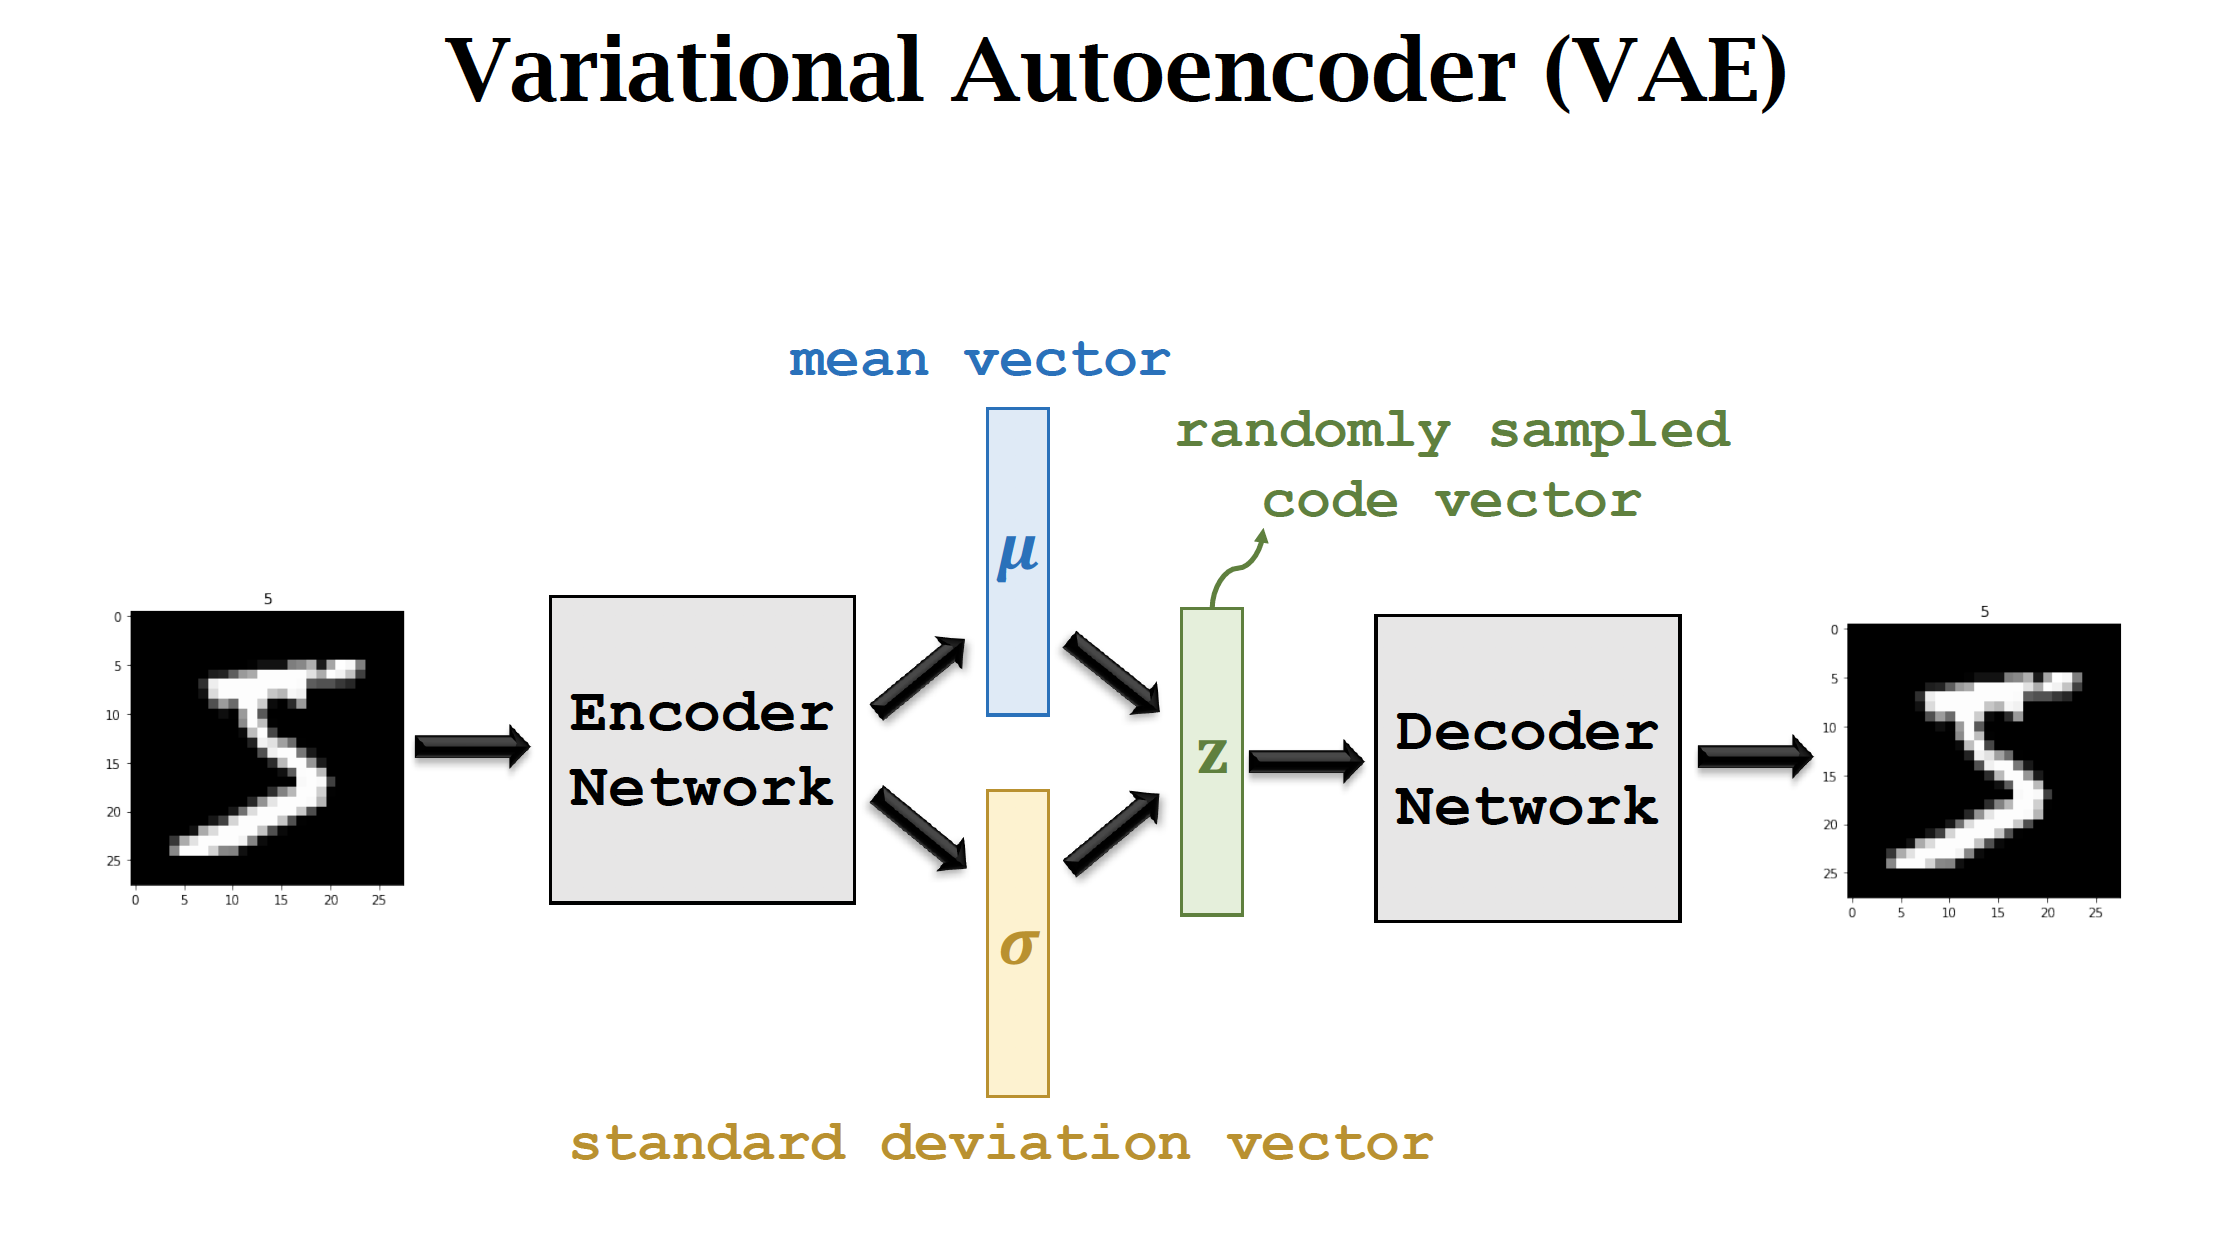 Variational Autoencoder (VAE)
mean vector
randomly sampled
code vector
μ
5
0
5
10
15
20
25
0 5 10 15 20 25
Encoder
Network
z
σ
Decoder
Network
5
0
5
10
15
20
25
0 5 10 15 20 25
standard deviation vector